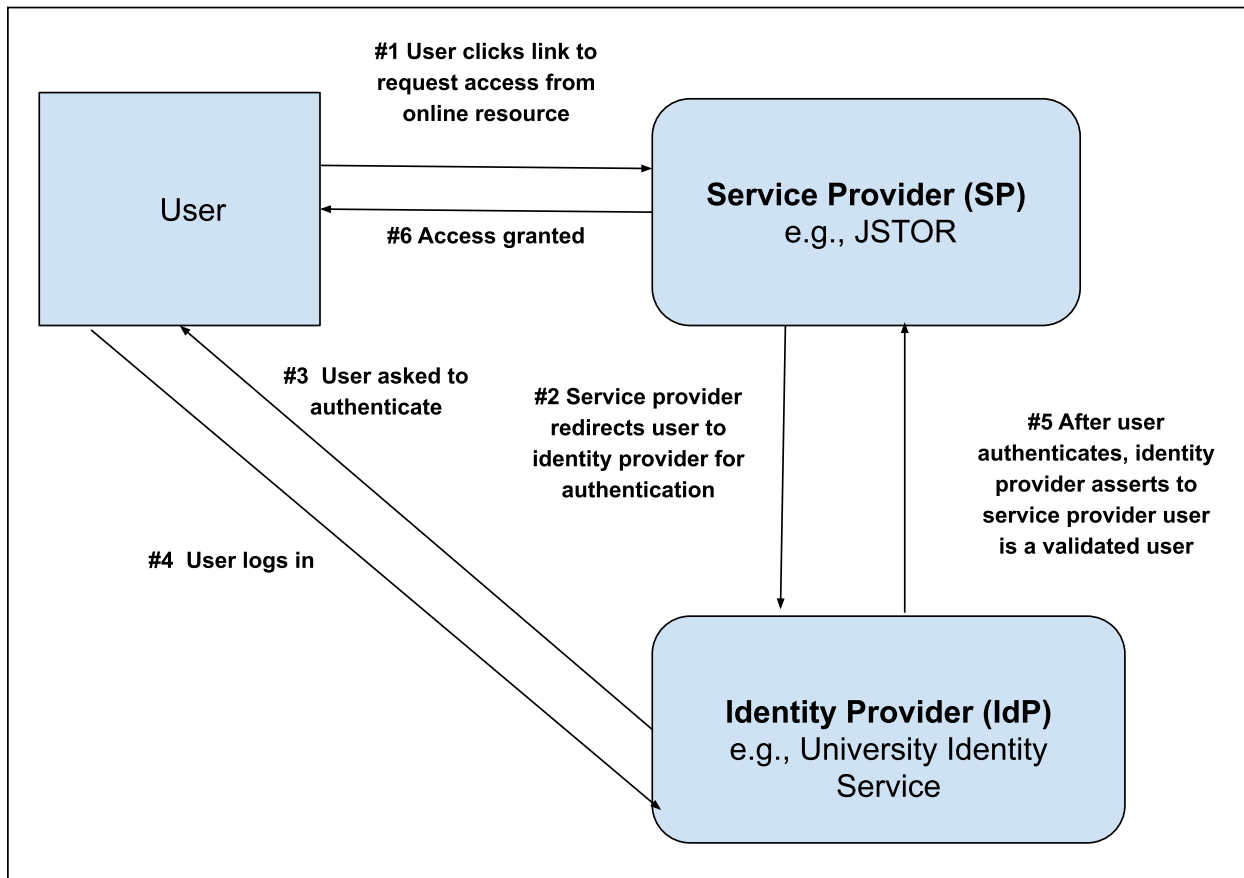 #1 User clicks link to
request access from
online resource
User
Service Provider (SP)
e.g., JSTOR
#6 Access granted
#3  User asked to
authenticate
#2 Service provider
redirects user to
identity provider for
authentication
#5 After user
authenticates, identity
provider asserts to
service provider user
is a validated user
#4  User logs in
Identity Provider (IdP)
e.g., University Identity
Service